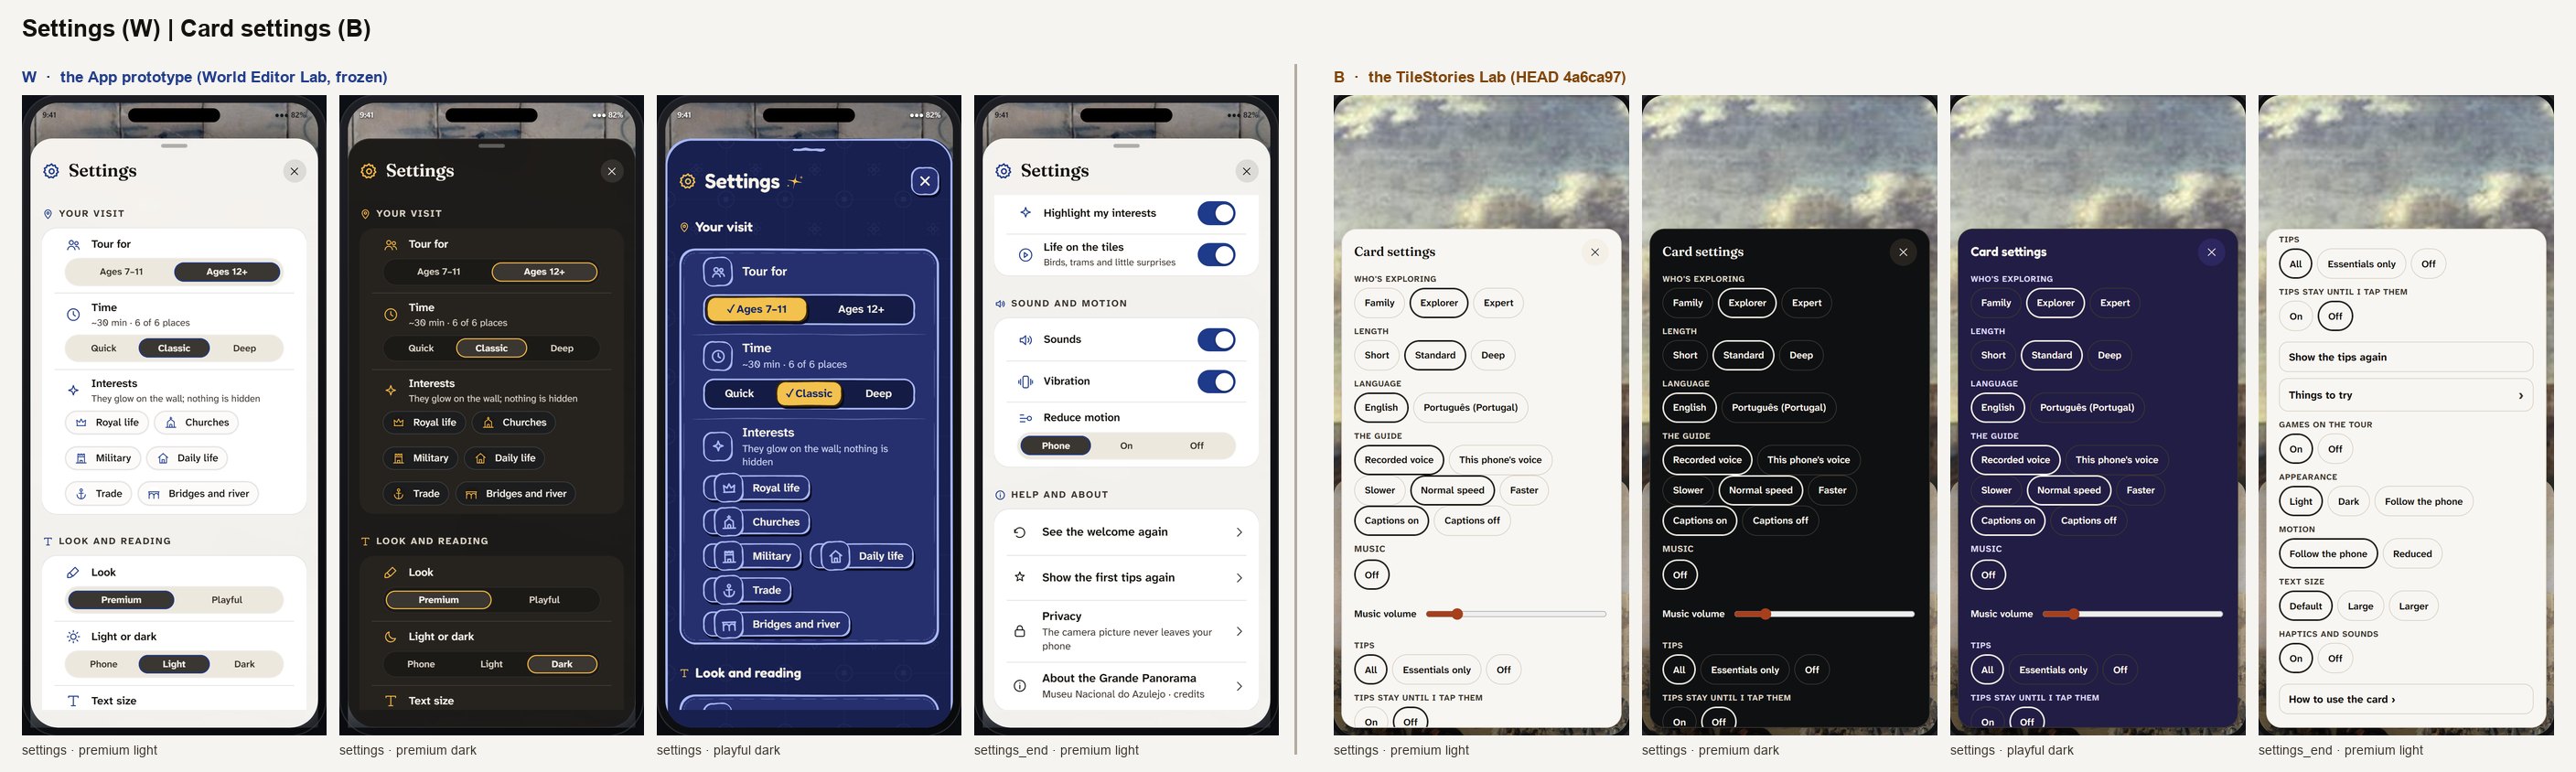 Settings (W) | Card settings (B)
W · the App prototype (World Editor Lab, frozen)
9:41
82%
Settings
YOUR VISIT
Tour for
Ages 7–11
Ages 12+
Time
~30 min · 6 of 6 places
Quick
Classic
Deep
Interests
They glow on the wall; nothing is hidden
Royal life
Churches
Military
Daily life
Trade
Bridges and river
LOOK AND READING
Look
Premium
Playful
Light or dark
Phone
Light
Dark
Text size
settings · premium light
9:41
82%
Settings
YOUR VISIT
Tour for
Ages 7–11
Ages 12+
Time
~30 min · 6 of 6 places
Quick
Classic
Deep
Interests
They glow on the wall; nothing is hidden
Royal life
Churches
Military
Daily life
Trade
Bridges and river
LOOK AND READING
Look
Premium
Playful
Light or dark
Phone
Light
Dark
Text size
settings · premium dark
9:41
82%
Settings
Your visit
Tour for
✓Ages 7–11
Ages 12+
Time
~30 min · 6 of 6 places
Quick
✓Classic
Deep
Interests
They glow on the wall; nothing is
hidden
Royal life
Churches
Military
Daily life
Trade
Bridges and river
Look and reading
settings · playful dark
9:41
82%
Settings
Highlight my interests
Life on the tiles
Birds, trams and little surprises
SOUND AND MOTION
Sounds
Vibration
Reduce motion
Phone
On
Off
HELP AND ABOUT
See the welcome again
Show the first tips again
Privacy
The camera picture never leaves your
phone
About the Grande Panorama
Museu Nacional do Azulejo · credits
settings_end · premium light
B · the TileStories Lab (HEAD 4a6ca97)
Card settings
WHO'S EXPLORING
Family
Explorer
Expert
LENGTH
Short
Standard
Deep
LANGUAGE
English
Português (Portugal)
THE GUIDE
Recorded voice
This phone's voice
Slower
Normal speed
Faster
Captions on
Captions off
MUSIC
Off
Music volume
TIPS
All
Essentials only
Off
TIPS STAY UNTIL I TAP THEM
On
Off
settings · premium light
Card settings
WHO'S EXPLORING
Family
Explorer
Expert
LENGTH
Short
Standard
Deep
LANGUAGE
English
Português (Portugal)
THE GUIDE
Recorded voice
This phone's voice
Slower
Normal speed
Faster
Captions on
Captions off
MUSIC
Off
Music volume
TIPS
All
Essentials only
Off
TIPS STAY UNTIL I TAP THEM
On
Off
settings · premium dark
Card settings
WHO'S EXPLORING
Family
Explorer
Expert
LENGTH
Short
Standard
Deep
LANGUAGE
English
Português (Portugal)
THE GUIDE
Recorded voice
This phone's voice
Slower
Normal speed
Faster
Captions on
Captions off
MUSIC
Off
Music volume
TIPS
All
Essentials only
Off
TIPS STAY UNTIL I TAP THEM
On
Off
settings · playful dark
TIPS
All
Essentials only
Off
TIPS STAY UNTIL I TAP THEM
On
Off
Show the tips again
Things to try ›
GAMES ON THE TOUR
On
Off
APPEARANCE
Light
Dark
Follow the phone
MOTION
Follow the phone
Reduced
TEXT SIZE
Default
Large
Larger
HAPTICS AND SOUNDS
On
Off
How to use the card ›
settings_end · premium light